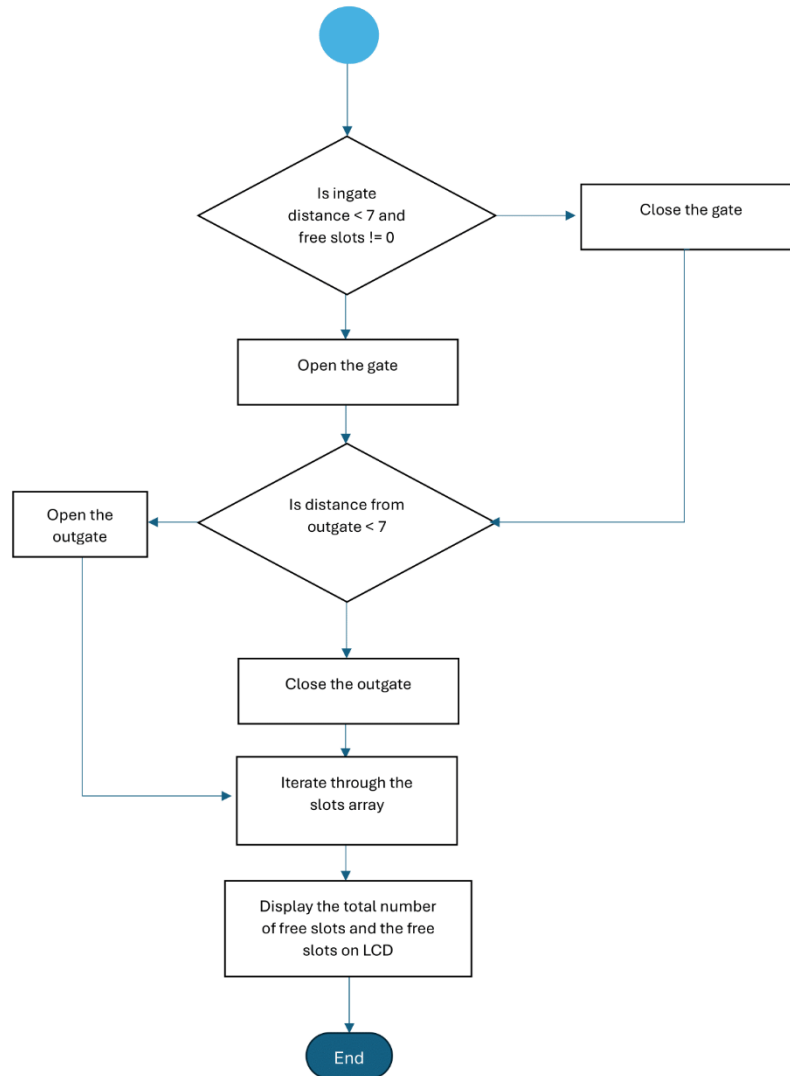 Is ingate
distance < 7 and
free slots != 0
Close the gate
Open the gate
Is distance from
outgate < 7
Open the
outgate
Close the outgate
Iterate through the
slots array
Display the total number
of free slots and the free
slots on LCD
End